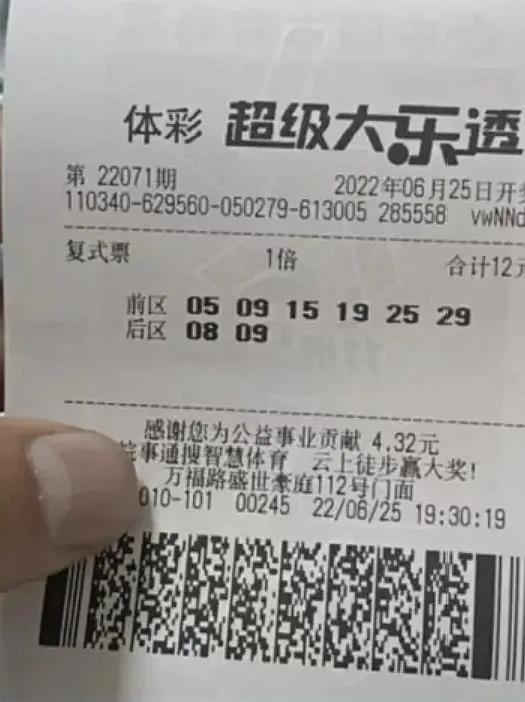 体彩 超级大乐透
第 22071期 2022年06月25日开
110340-629560-050279-613005 285558 vwNNd
复式票 1倍 合计12元
前区 05 09 15 19 25 29
后区 08 09
感谢您为公益事业贡献 4.32元
事通搜智慧体育 云上徒步赢大奖!
万福路盛世豪庭112号门面
010-101 00245 22/06/25 19:30:19